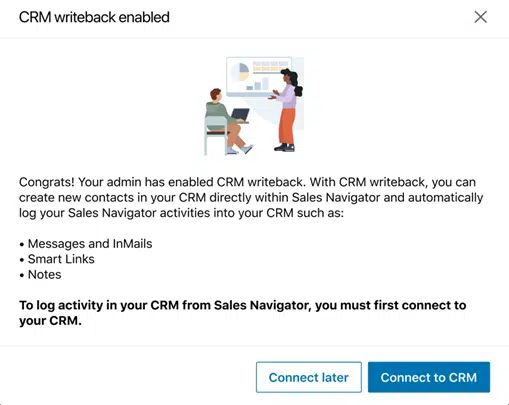 CRM writeback enabled
Congrats! Your admin has enabled CRM writeback. With CRM writeback, you can
create new contacts in your CRM directly within Sales Navigator and automatically
log your Sales Navigator activities into your CRM such as:
• Messages and InMails
• Smart Links
• Notes
To log activity in your CRM from Sales Navigator, you must first connect to
your CRM.
Connect later
Connect to CRM